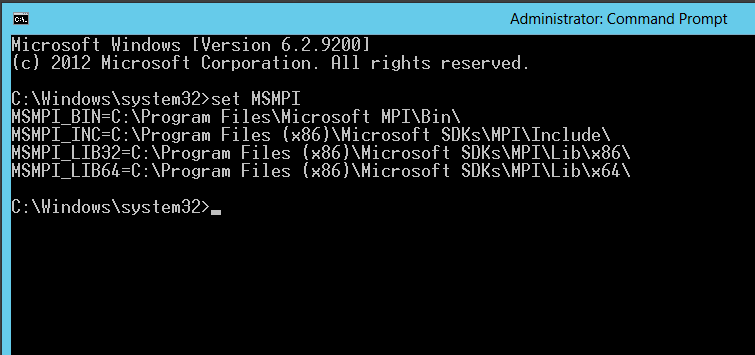 Administrator: Command Prompt
Microsoft Windows [Version 6.2.9200]
(c) 2012 Microsoft Corporation. All rights reserved.
C:\Windows\system32>set MSMPI
MSMPI_BIN=C:\Program Files\Microsoft MPI\Bin\
MSMPI_INC=C:\Program Files (x86)\Microsoft SDKs\MPI\Include\
MSMPI_LIB32=C:\Program Files (x86)\Microsoft SDKs\MPI\Lib\x86\
MSMPI_LIB64=C:\Program Files (x86)\Microsoft SDKs\MPI\Lib\x64\
C:\Windows\system32>